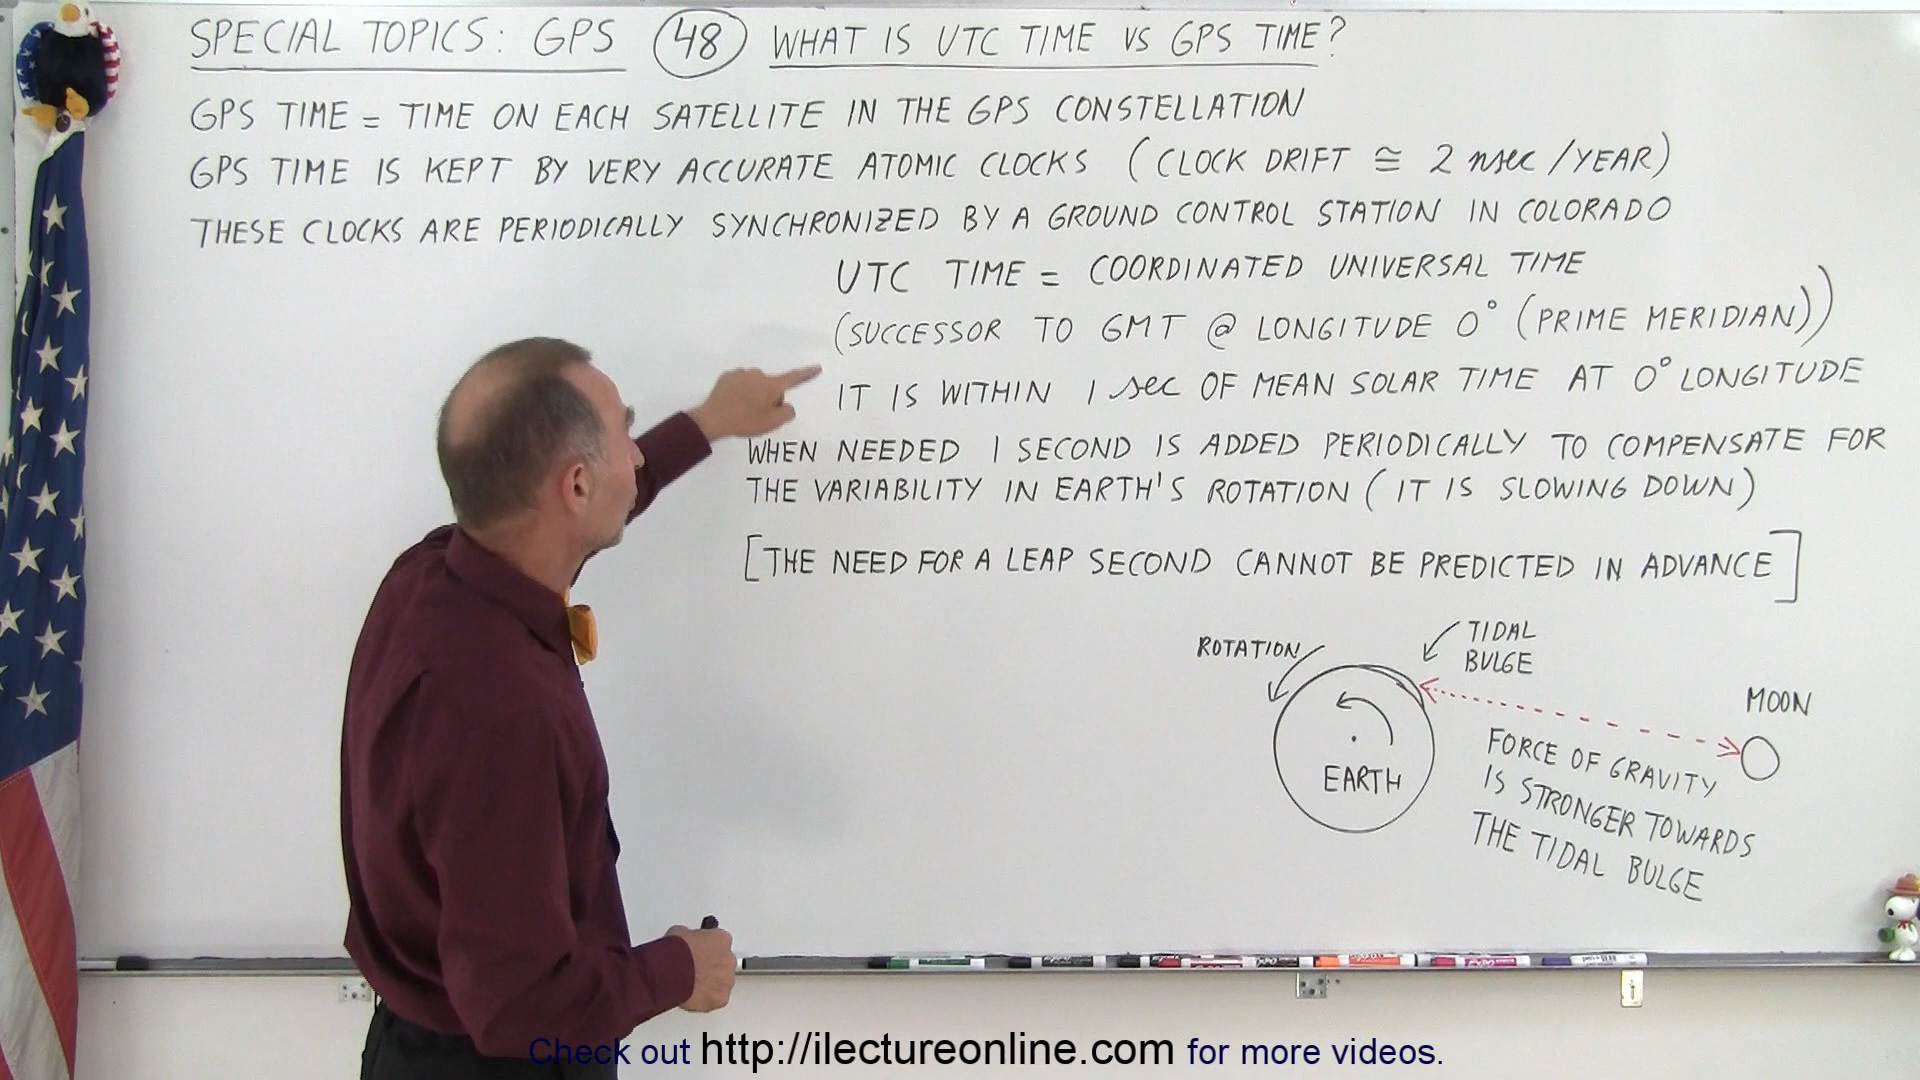 SPECIAL TOPICS: GPS 48 WHAT IS UTC TIME VS GPS TIME?
GPS TIME = TIME ON EACH SATELLITE IN THE GPS CONSTELLATION
GPS TIME IS KEPT BY VERY ACCURATE ATOMIC CLOCKS (CLOCK DRIFT ≅ 2 nsec/YEAR)
THESE CLOCKS ARE PERIODICALLY SYNCHRONIZED BY A GROUND CONTROL STATION IN COLORADO
UTC TIME = COORDINATED UNIVERSAL TIME
(SUCCESSOR TO GMT @ LONGITUDE 0° (PRIME MERIDIAN))
IT IS WITHIN 1 sec OF MEAN SOLAR TIME AT 0° LONGITUDE
WHEN NEEDED 1 SECOND IS ADDED PERIODICALLY TO COMPENSATE FOR
THE VARIABILITY IN EARTH'S ROTATION (IT IS SLOWING DOWN)
[THE NEED FOR A LEAP SECOND CANNOT BE PREDICTED IN ADVANCE]
ROTATION
TIDAL
BULGE
MOON
EARTH
FORCE OF GRAVITY
IS STRONGER TOWARDS
THE TIDAL BULGE
Check out http://ilectureonline.com for more videos.